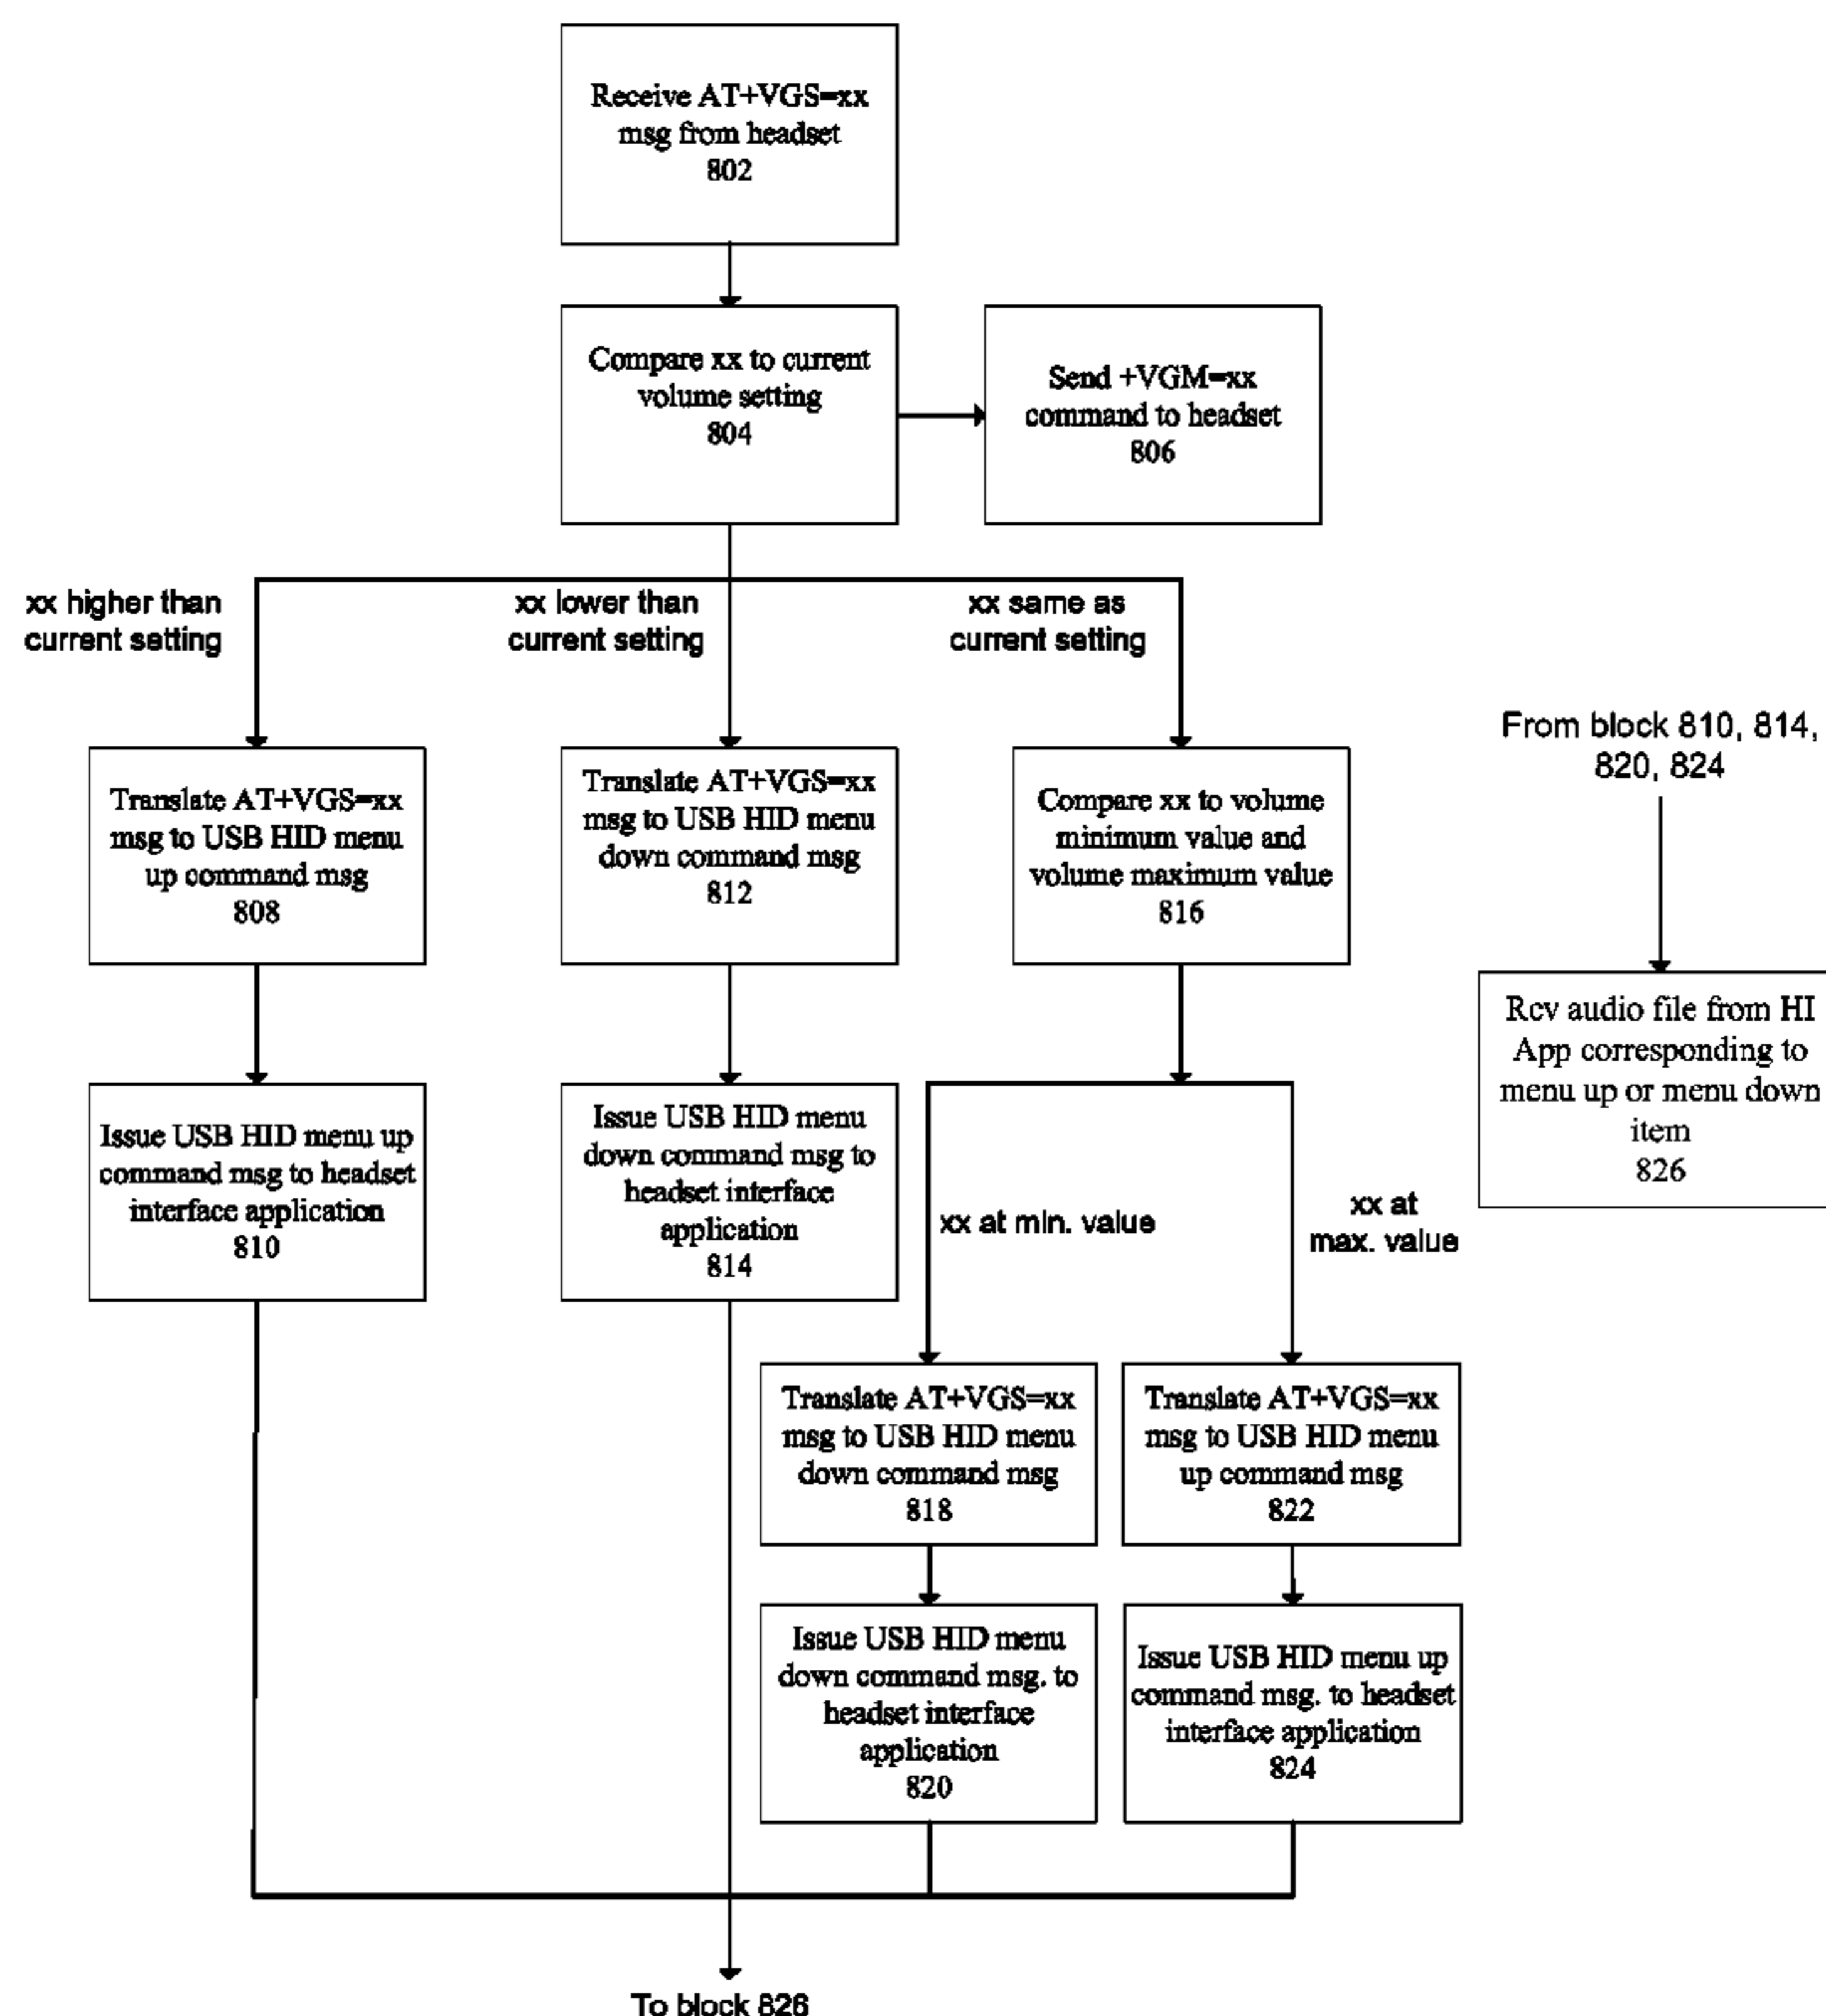 Receive AT+VGS=xx
msg from headset
802
Compare xx to current
volume setting
804
Send +VGM=xx
command to headset
806
xx higher than
current setting
xx lower than
current setting
xx same as
current setting
Translate AT+VGS=xx
msg to USB HID menu
up command msg
808
Translate AT+VGS=xx
msg to USB HID menu
down command msg
812
Compare xx to volume
minimum value and
volume maximum value
816
From block 810, 814,
820, 824
Issue USB HID menu up
command msg to headset
interface application
810
Issue USB HID menu
down command msg to
headset interface
application
814
Rcv audio file from HI
App corresponding to
menu up or menu down
item
826
xx at min. value
xx at
max. value
Translate AT+VGS=xx
msg to USB HID menu
down command msg
818
Translate AT+VGS=xx
msg to USB HID menu
up command msg
822
Issue USB HID menu
down command msg. to
headset interface
application
820
Issue USB HID menu up
command msg. to headset
interface application
824
To block 826